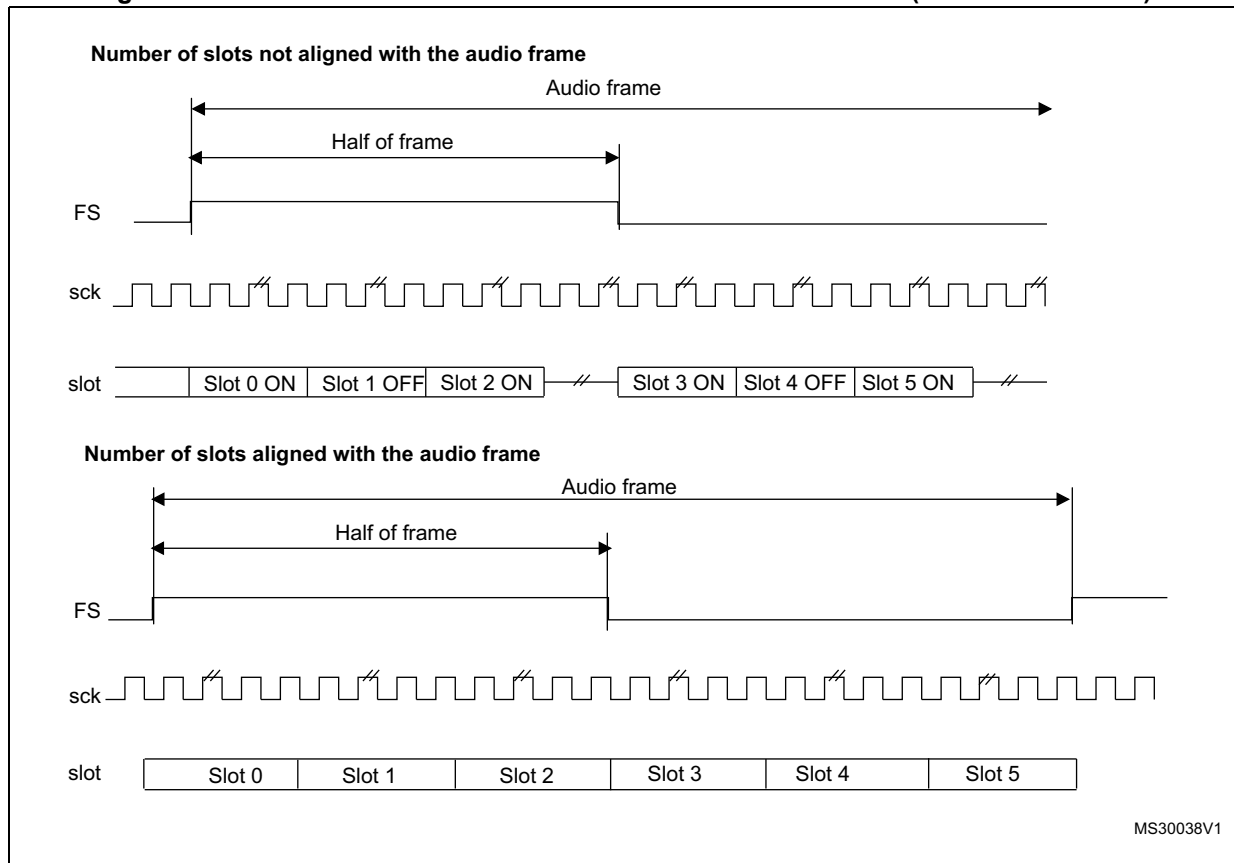 Number of slots not aligned with the audio frame
Audio frame
Half of frame
FS
sck
slot Slot 0 ON Slot 1 OFF Slot 2 ON Slot 3 ON Slot 4 OFF Slot 5 ON
Number of slots aligned with the audio frame
Audio frame
Half of frame
FS
sck
slot Slot 0 Slot 1 Slot 2 Slot 3 Slot 4 Slot 5
MS30038V1